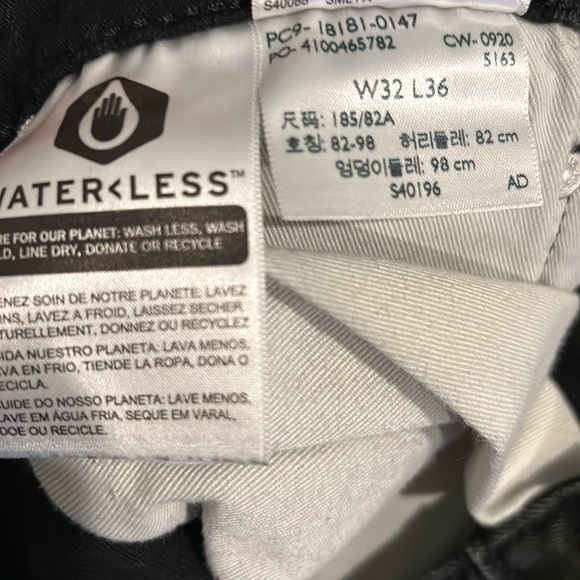 S40088
PC9- 18181-0147
PO- 4100465782 CW-0920
5163
W32 L36
尺码: 185/82A
호칭: 82-98 허리둘레: 82 cm
엉덩이둘레: 98 cm
S40196 AD
WATER<LESS™
RE FOR OUR PLANET: WASH LESS, WASH
LD, LINE DRY, DONATE OR RECYCLE
ENEZ SOIN DE NOTRE PLANÈTE: LAVEZ
INS, LAVEZ A FROID, LAISSEZ SECHER
TURELLEMENT, DONNEZ OU RECYCLEZ
IDA NUESTRO PLANETA: LAVA MENOS,
VA EN FRIO, TIENDE LA ROPA, DONA O
ECICLA.
UIDE DO NOSSO PLANETA: LAVE MENOS,
LAVE EM ÁGUA FRIA, SEQUE EM VARAL,
DOE OU RECICLE.